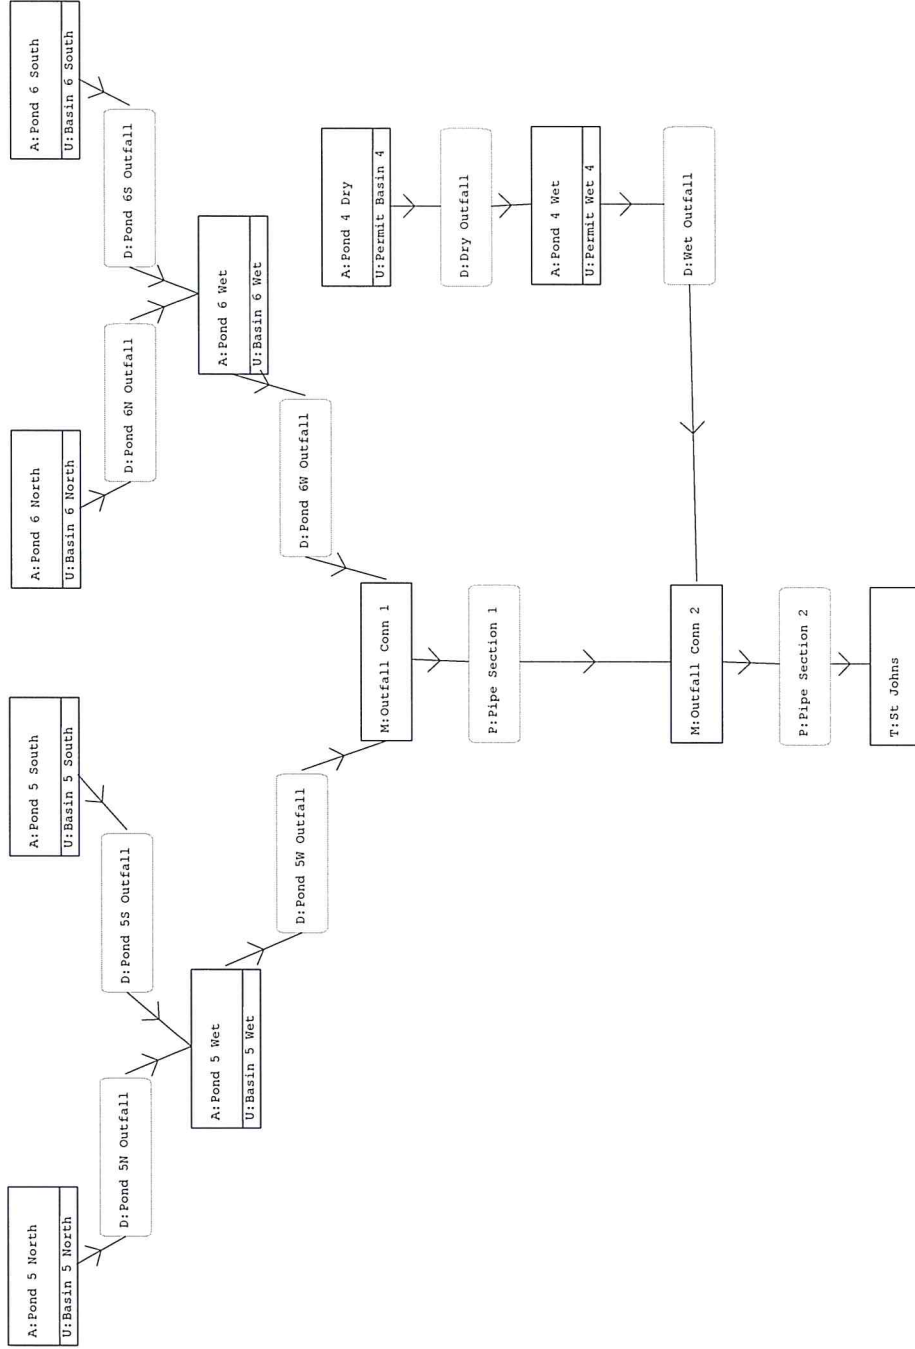 A:Pond 5 North
U:Basin 5 North
D:Pond 5N Outfall
A:Pond 5 South
U:Basin 5 South
D:Pond 5S Outfall
A:Pond 5 Wet
U:Basin 5 Wet
D:Pond 5W Outfall
A:Pond 6 North
U:Basin 6 North
D:Pond 6N Outfall
A:Pond 6 South
U:Basin 6 South
D:Pond 6S Outfall
A:Pond 6 Wet
U:Basin 6 Wet
D:Pond 6W Outfall
M:Outfall Conn 1
P:Pipe Section 1
A:Pond 4 Dry
U:Permit Basin 4
D:Dry Outfall
A:Pond 4 Wet
U:Permit Wet 4
D:Wet Outfall
M:Outfall Conn 2
P:Pipe Section 2
T:St Johns